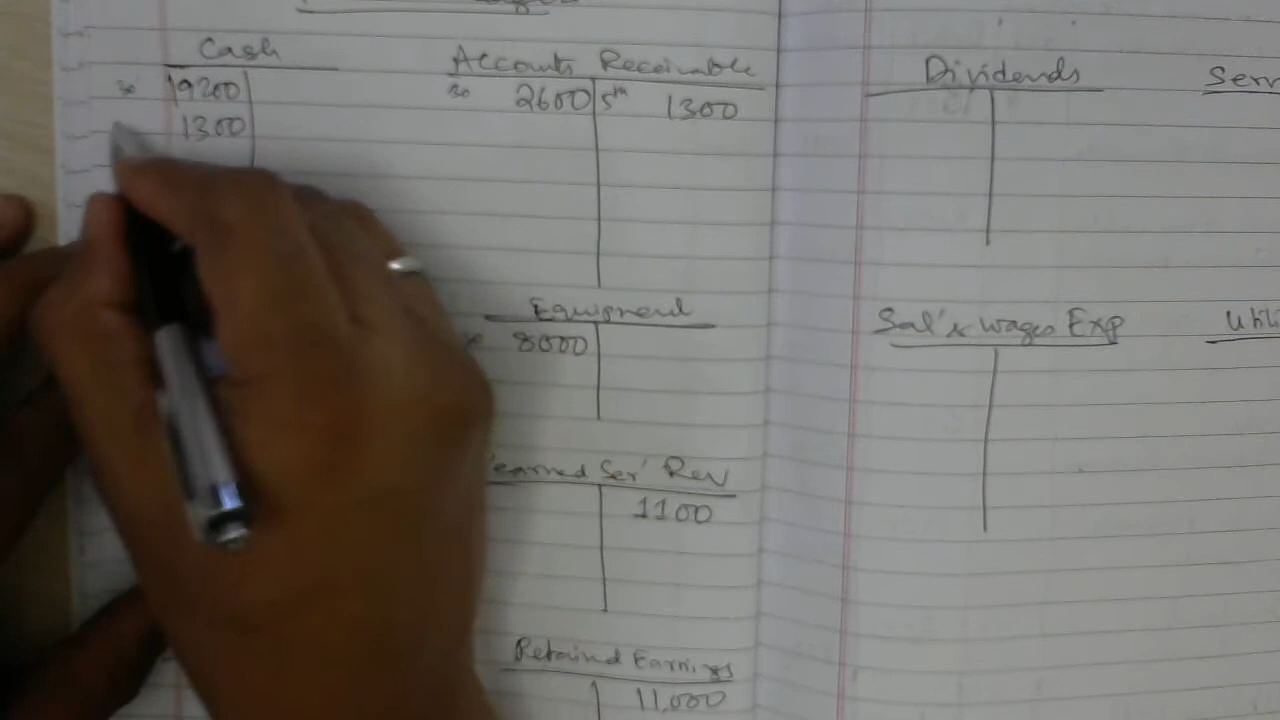 Cash
30 19200
1300
Accounts Receivable
30 2600 5th 1300
Equipment
8000
earned Ser' Rev
1100
Retained Earnings
11,000
Dividends
Serv
Sal's & Wages Exp
Utili